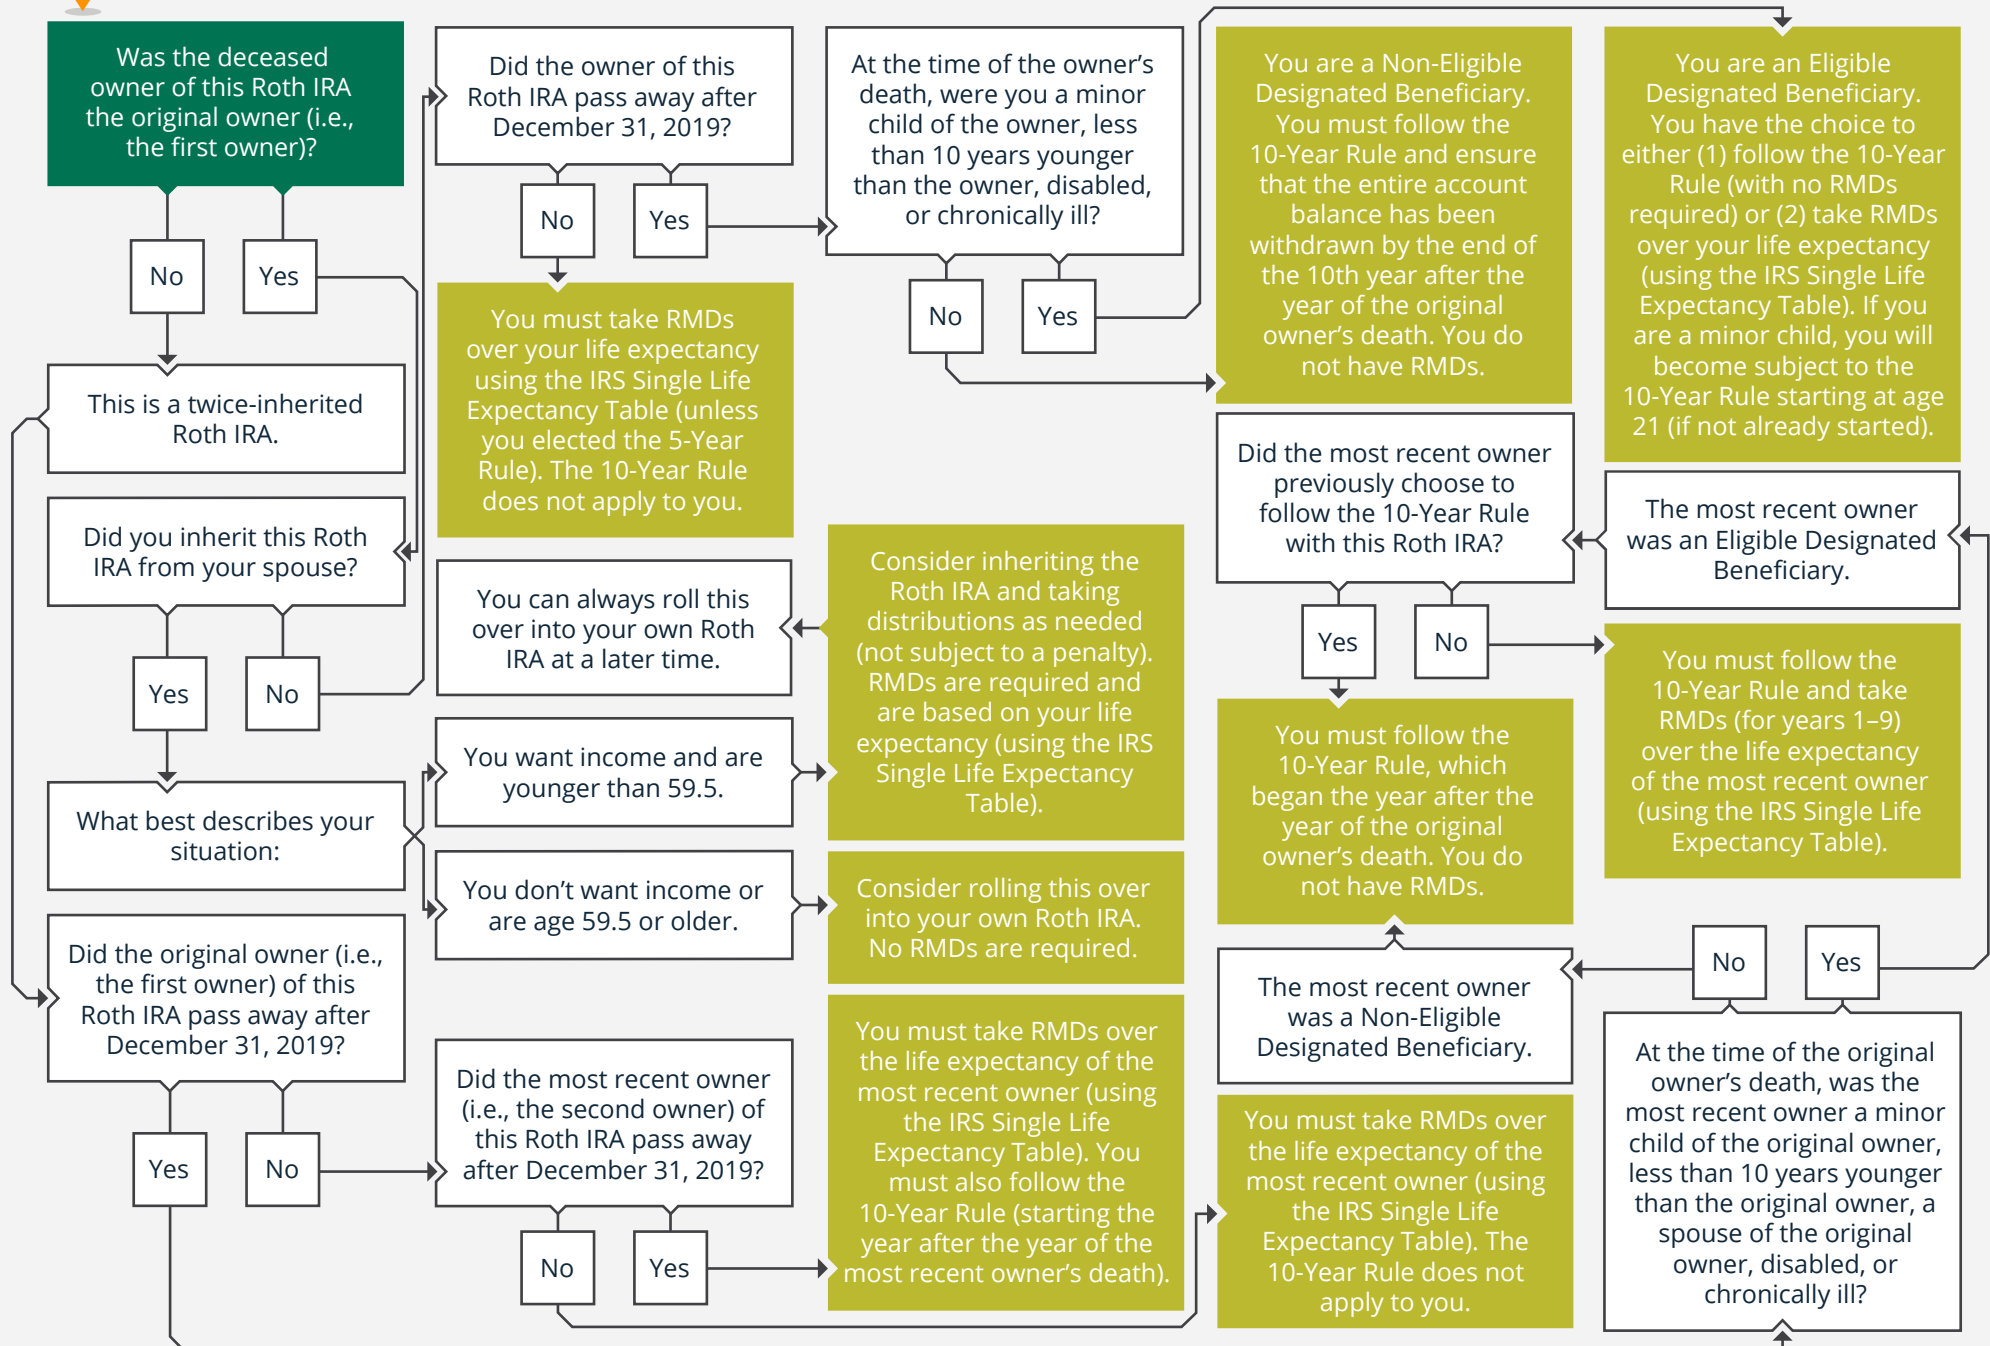 Was the deceased
owner of this Roth IRA
the original owner (i.e.,
the first owner)?
No
Yes
This is a twice-inherited
Roth IRA.
Did you inherit this Roth
IRA from your spouse?
Yes
No
What best describes your
situation:
Did the original owner (i.e.,
the first owner) of this
Roth IRA pass away after
December 31, 2019?
Yes
No
Did the owner of this
Roth IRA pass away after
December 31, 2019?
No
Yes
You must take RMDs
over your life expectancy
using the IRS Single Life
Expectancy Table (unless
you elected the 5-Year
Rule). The 10-Year Rule
does not apply to you.
You can always roll this
over into your own Roth
IRA at a later time.
You want income and are
younger than 59.5.
You don’t want income or
are age 59.5 or older.
Did the most recent owner
(i.e., the second owner) of
this Roth IRA pass away
after December 31, 2019?
No
Yes
At the time of the owner’s
death, were you a minor
child of the owner, less
than 10 years younger
than the owner, disabled,
or chronically ill?
No
Yes
Consider inheriting the
Roth IRA and taking
distributions as needed
(not subject to a penalty).
RMDs are required and
are based on your life
expectancy (using the IRS
Single Life Expectancy
Table).
Consider rolling this over
into your own Roth IRA.
No RMDs are required.
You must take RMDs over
the life expectancy of the
most recent owner (using
the IRS Single Life
Expectancy Table). You
must also follow the
10-Year Rule (starting the
year after the year of the
most recent owner’s death).
You are a Non-Eligible
Designated Beneficiary.
You must follow the
10-Year Rule and ensure
that the entire account
balance has been
withdrawn by the end of
the 10th year after the
year of the original
owner’s death. You do
not have RMDs.
Did the most recent owner
previously choose to
follow the 10-Year Rule
with this Roth IRA?
Yes
No
You must follow the
10-Year Rule, which
began the year after the
year of the original
owner’s death. You do
not have RMDs.
The most recent owner
was a Non-Eligible
Designated Beneficiary.
You must take RMDs over
the life expectancy of the
most recent owner (using
the IRS Single Life
Expectancy Table). The
10-Year Rule does not
apply to you.
You are an Eligible
Designated Beneficiary.
You have the choice to
either (1) follow the 10-Year
Rule (with no RMDs
required) or (2) take RMDs
over your life expectancy
(using the IRS Single Life
Expectancy Table). If you
are a minor child, you will
become subject to the
10-Year Rule starting at age
21 (if not already started).
The most recent owner
was an Eligible Designated
Beneficiary.
You must follow the
10-Year Rule and take
RMDs (for years 1–9)
over the life expectancy
of the most recent owner
(using the IRS Single Life
Expectancy Table).
No
Yes
At the time of the original
owner’s death, was the
most recent owner a minor
child of the original owner,
less than 10 years younger
than the original owner, a
spouse of the original
owner, disabled, or
chronically ill?